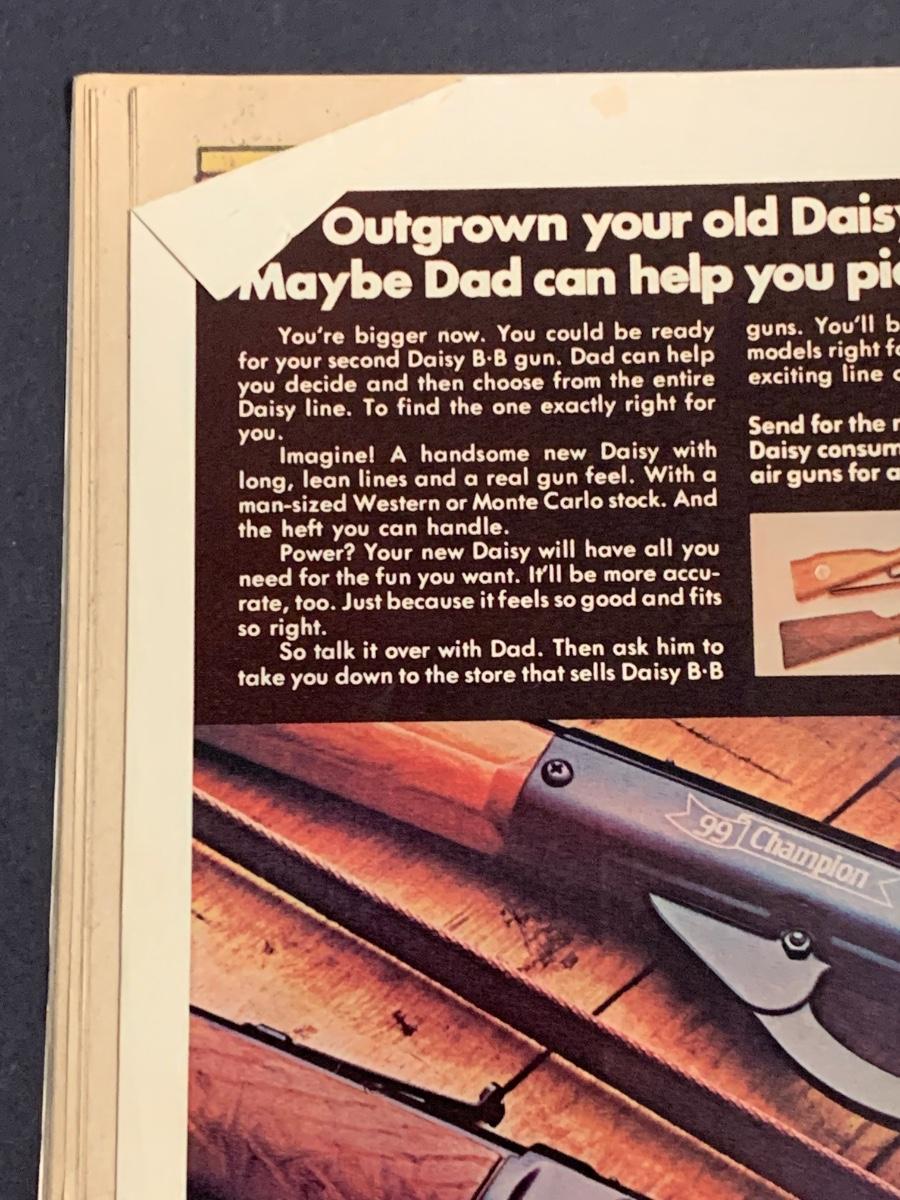 Outgrown your old Dais
Maybe Dad can help you pic
You're bigger now. You could be ready
for your second Daisy B·B gun. Dad can help
you decide and then choose from the entire
Daisy line. To find the one exactly right for
you.
Imagine! A handsome new Daisy with
long, lean lines and a real gun feel. With a
man-sized Western or Monte Carlo stock. And
the heft you can handle.
Power? Your new Daisy will have all you
need for the fun you want. It'll be more accu-
rate, too. Just because it feels so good and fits
so right.
So talk it over with Dad. Then ask him to
take you down to the store that sells Daisy B·B
guns. You'll b
models right fo
exciting line
Send for the
Daisy consum
air guns for a
99 Champion